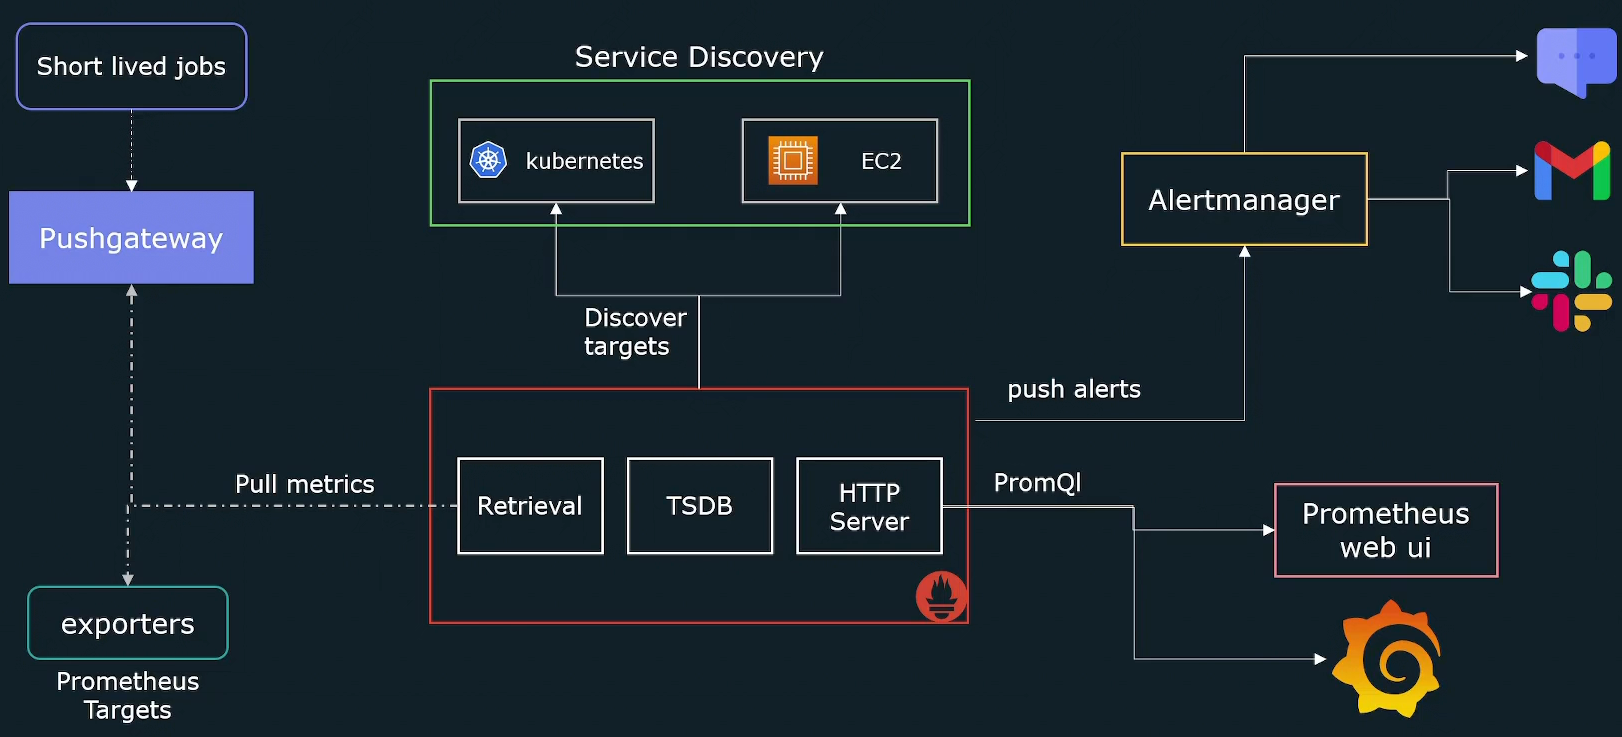 Short lived jobs
Pushgateway
Service Discovery
kubernetes
EC2
Discover
targets
Alertmanager
push alerts
Pull metrics
Retrieval
TSDB
HTTP
Server
PromQl
Prometheus
web ui
exporters
Prometheus
Targets